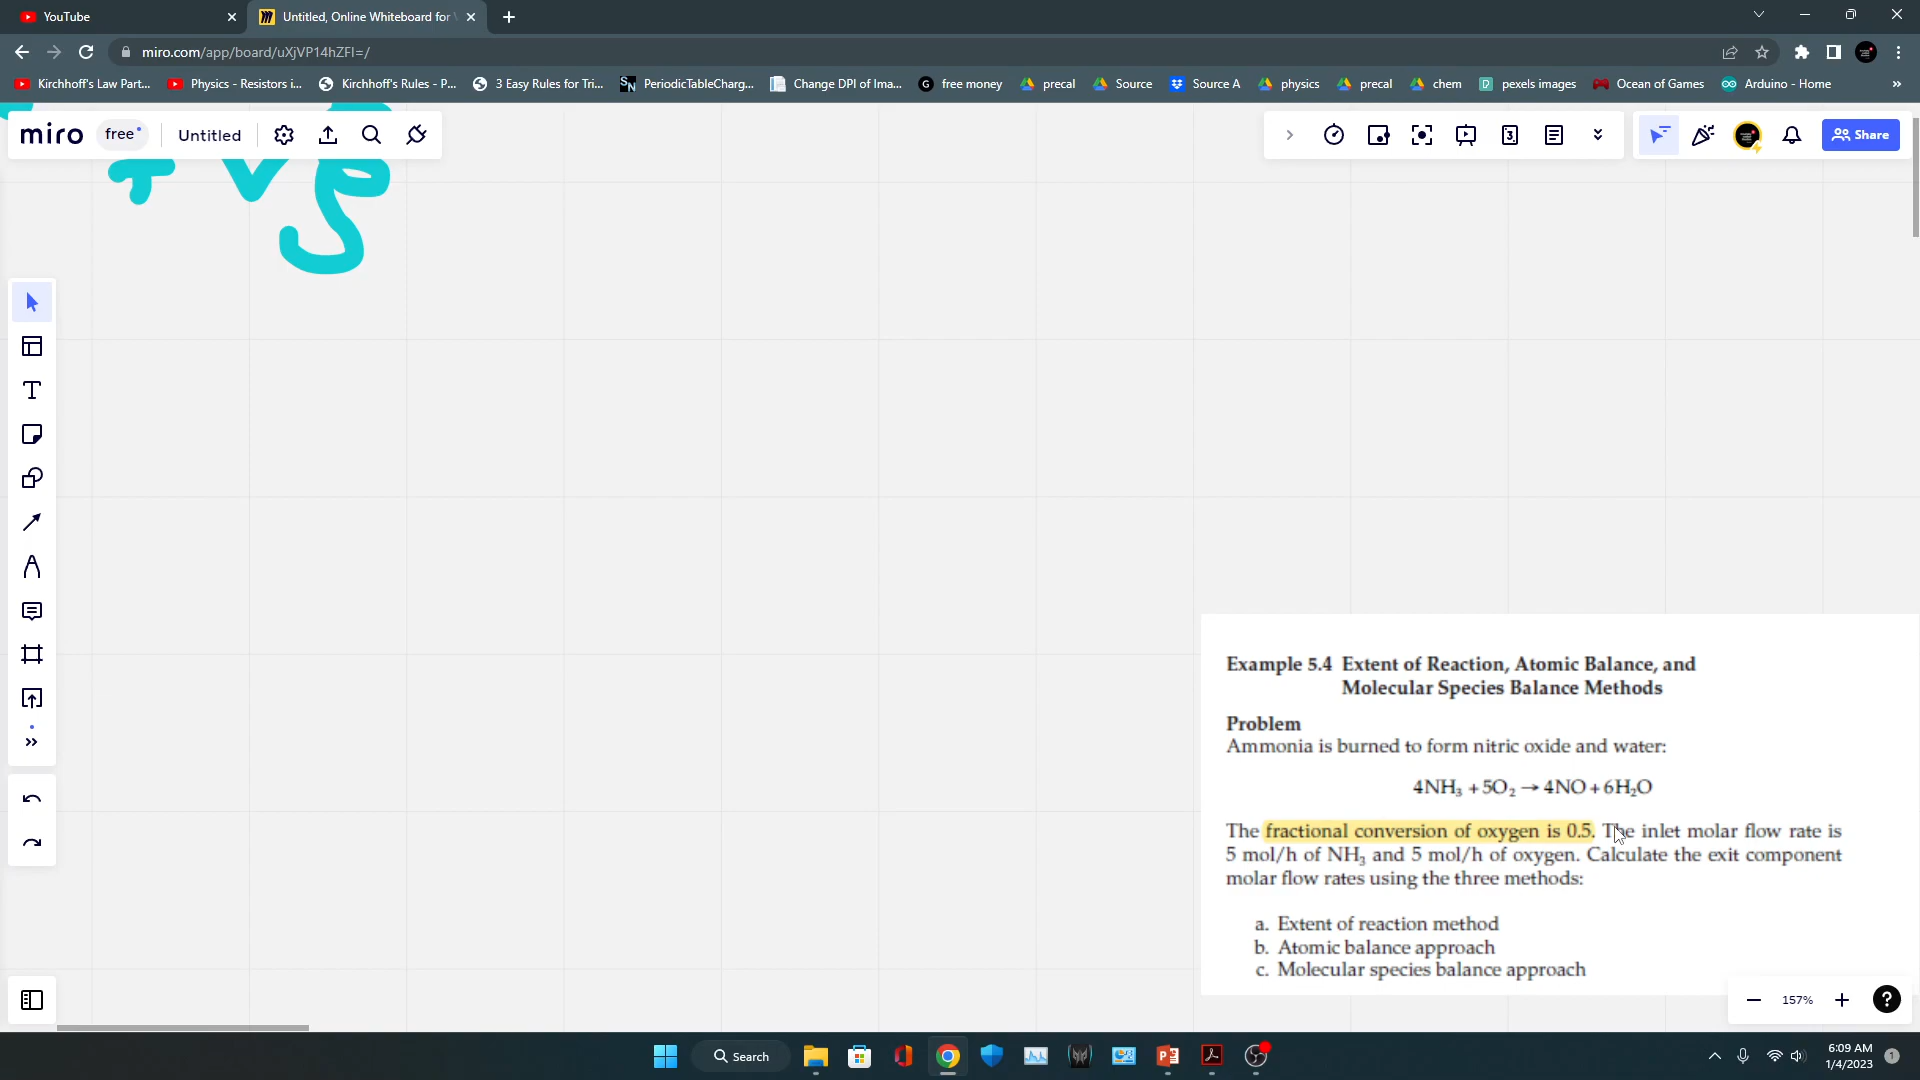 YouTube
Untitled, Online Whiteboard for
miro.com/app/board/uXjVP14hZFI=/
Kirchhoff's Law Part...
Physics - Resistors i...
Kirchhoff's Rules - P...
3 Easy Rules for Tri...
PeriodicTableCharg...
Change DPI of Ima...
free money
precal
Source
Source A
physics
precal
chem
pexels images
Ocean of Games
Arduino - Home
miro
free
Untitled
Share
Example 5.4 Extent of Reaction, Atomic Balance, and
Molecular Species Balance Methods
Problem
Ammonia is burned to form nitric oxide and water:
4NH₃ + 5O₂ → 4NO + 6H₂O
The fractional conversion of oxygen is 0.5. The inlet molar flow rate is
5 mol/h of NH₃ and 5 mol/h of oxygen. Calculate the exit component
molar flow rates using the three methods:
a. Extent of reaction method
b. Atomic balance approach
c. Molecular species balance approach
157%
Search
6:09 AM
1/4/2023
1